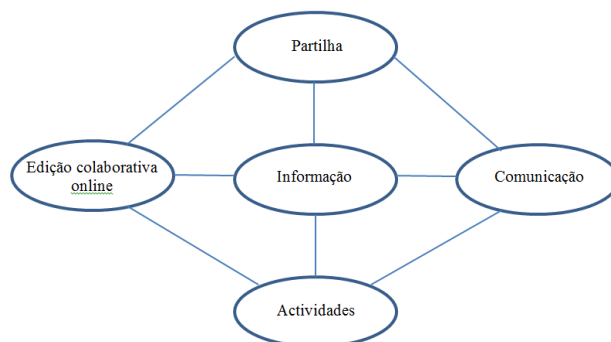 Partilha
Edição colaborativa
online
Informação
Comunicação
Actividades